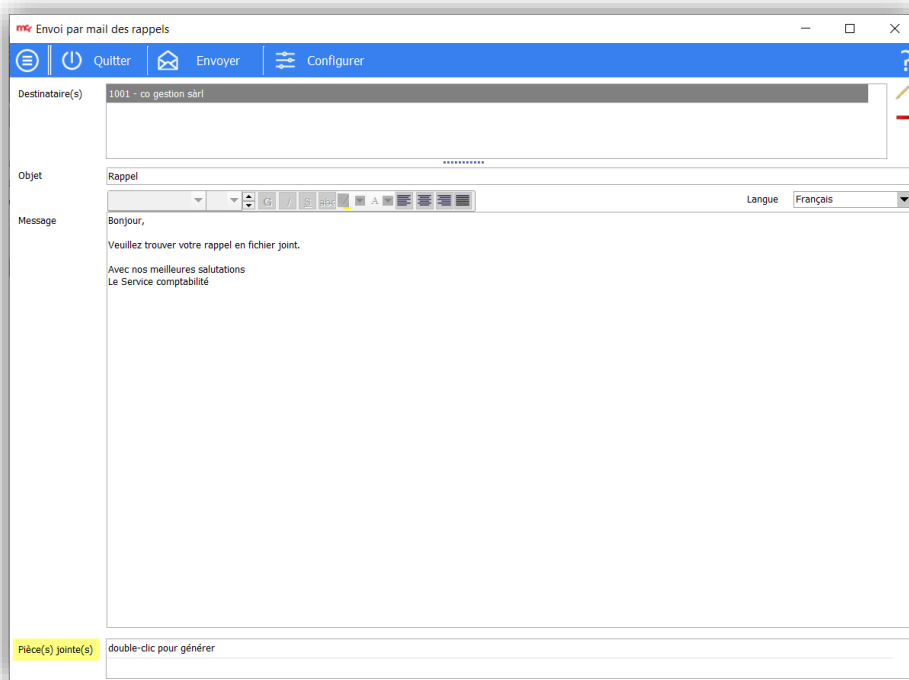 mcr Envoi par mail des rappels
Quitter Envoyer Configurer ?
Destinataire(s) 1001 - co gestion sàrl
Objet Rappel
G I S abc A
Langue Français
Message Bonjour,
Veuillez trouver votre rappel en fichier joint.
Avec nos meilleures salutations
Le Service comptabilité
Pièce(s) jointe(s) double-clic pour générer